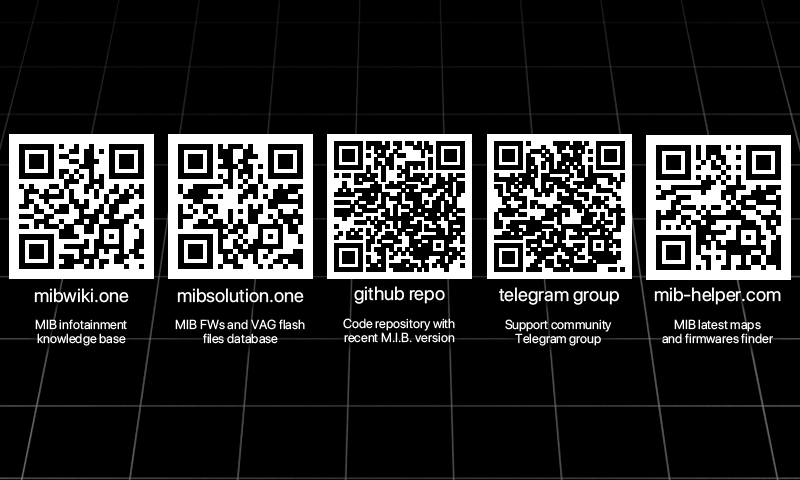 mibwiki.one
MIB infotainment
knowledge base
mibsolution.one
MIB FWs and VAG flash
files database
github repo
Code repository with
recent M.I.B. version
telegram group
Support community
Telegram group
mib-helper.com
MIB latest maps
and firmwares finder